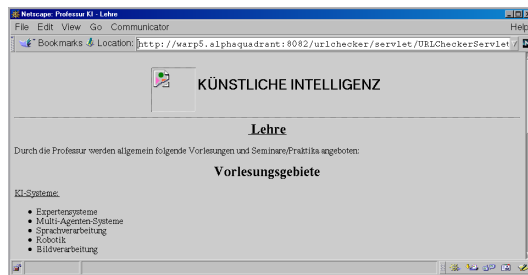 Netscape: Professur KI - Lehre
File Edit View Go Communicator Help
Bookmarks Location: http://warp5.alphaquadrant:8082/urlchecker/servlet/URLCheckerServlet
KÜNSTLICHE INTELLIGENZ
Lehre
Durch die Professur werden allgemein folgende Vorlesungen und Seminare/Praktika angeboten:
Vorlesungsgebiete
KI-Systeme:
Expertensysteme
Multi-Agenten-Systeme
Sprachverarbeitung
Robotik
Bildverarbeitung